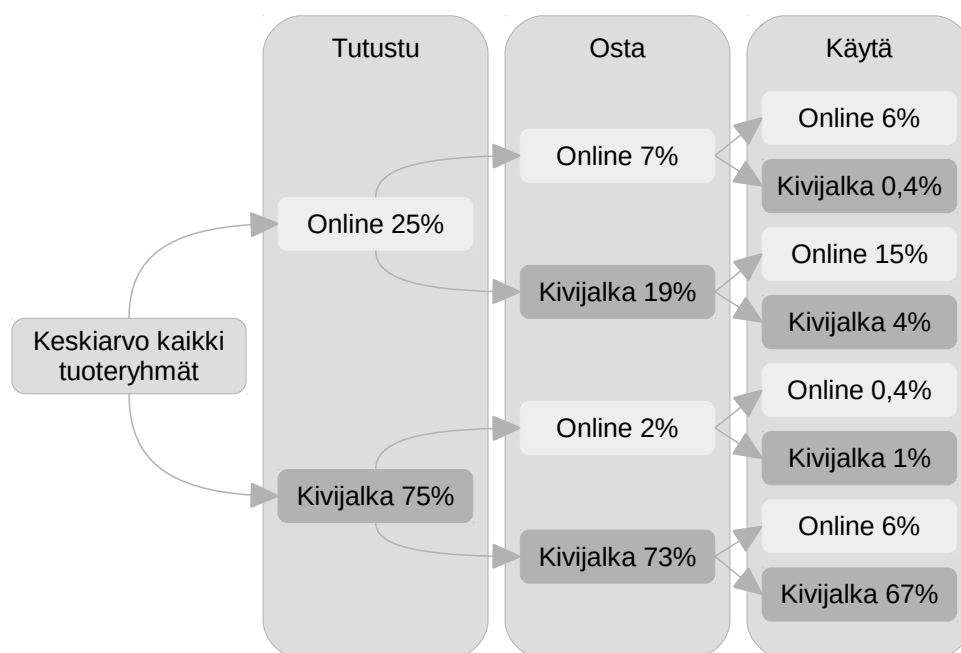 Tutustu
Osta
Käytä
Online 6%
Online 7%
Kivijalka 0,4%
Online 25%
Online 15%
Kivijalka 19%
Kivijalka 4%
Keskiarvo kaikki
tuoteryhmät
Online 0,4%
Online 2%
Kivijalka 1%
Kivijalka 75%
Online 6%
Kivijalka 73%
Kivijalka 67%